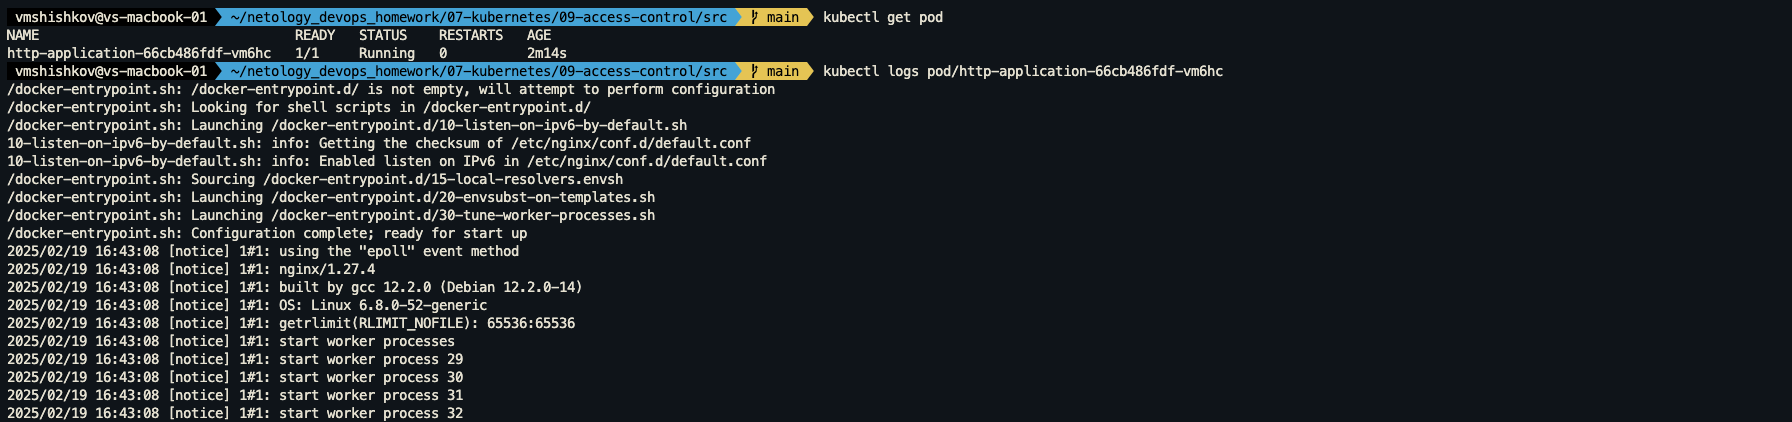 vmshishkov@vs-macbook-01 ~/netology_devops_homework/07-kubernetes/09-access-control/src main kubectl get pod
NAME READY STATUS RESTARTS AGE
http-application-66cb486fdf-vm6hc 1/1 Running 0 2m14s
vmshishkov@vs-macbook-01 ~/netology_devops_homework/07-kubernetes/09-access-control/src main kubectl logs pod/http-application-66cb486fdf-vm6hc
/docker-entrypoint.sh: /docker-entrypoint.d/ is not empty, will attempt to perform configuration
/docker-entrypoint.sh: Looking for shell scripts in /docker-entrypoint.d/
/docker-entrypoint.sh: Launching /docker-entrypoint.d/10-listen-on-ipv6-by-default.sh
10-listen-on-ipv6-by-default.sh: info: Getting the checksum of /etc/nginx/conf.d/default.conf
10-listen-on-ipv6-by-default.sh: info: Enabled listen on IPv6 in /etc/nginx/conf.d/default.conf
/docker-entrypoint.sh: Sourcing /docker-entrypoint.d/15-local-resolvers.envsh
/docker-entrypoint.sh: Launching /docker-entrypoint.d/20-envsubst-on-templates.sh
/docker-entrypoint.sh: Launching /docker-entrypoint.d/30-tune-worker-processes.sh
/docker-entrypoint.sh: Configuration complete; ready for start up
2025/02/19 16:43:08 [notice] 1#1: using the "epoll" event method
2025/02/19 16:43:08 [notice] 1#1: nginx/1.27.4
2025/02/19 16:43:08 [notice] 1#1: built by gcc 12.2.0 (Debian 12.2.0-14)
2025/02/19 16:43:08 [notice] 1#1: OS: Linux 6.8.0-52-generic
2025/02/19 16:43:08 [notice] 1#1: getrlimit(RLIMIT_NOFILE): 65536:65536
2025/02/19 16:43:08 [notice] 1#1: start worker processes
2025/02/19 16:43:08 [notice] 1#1: start worker process 29
2025/02/19 16:43:08 [notice] 1#1: start worker process 30
2025/02/19 16:43:08 [notice] 1#1: start worker process 31
2025/02/19 16:43:08 [notice] 1#1: start worker process 32